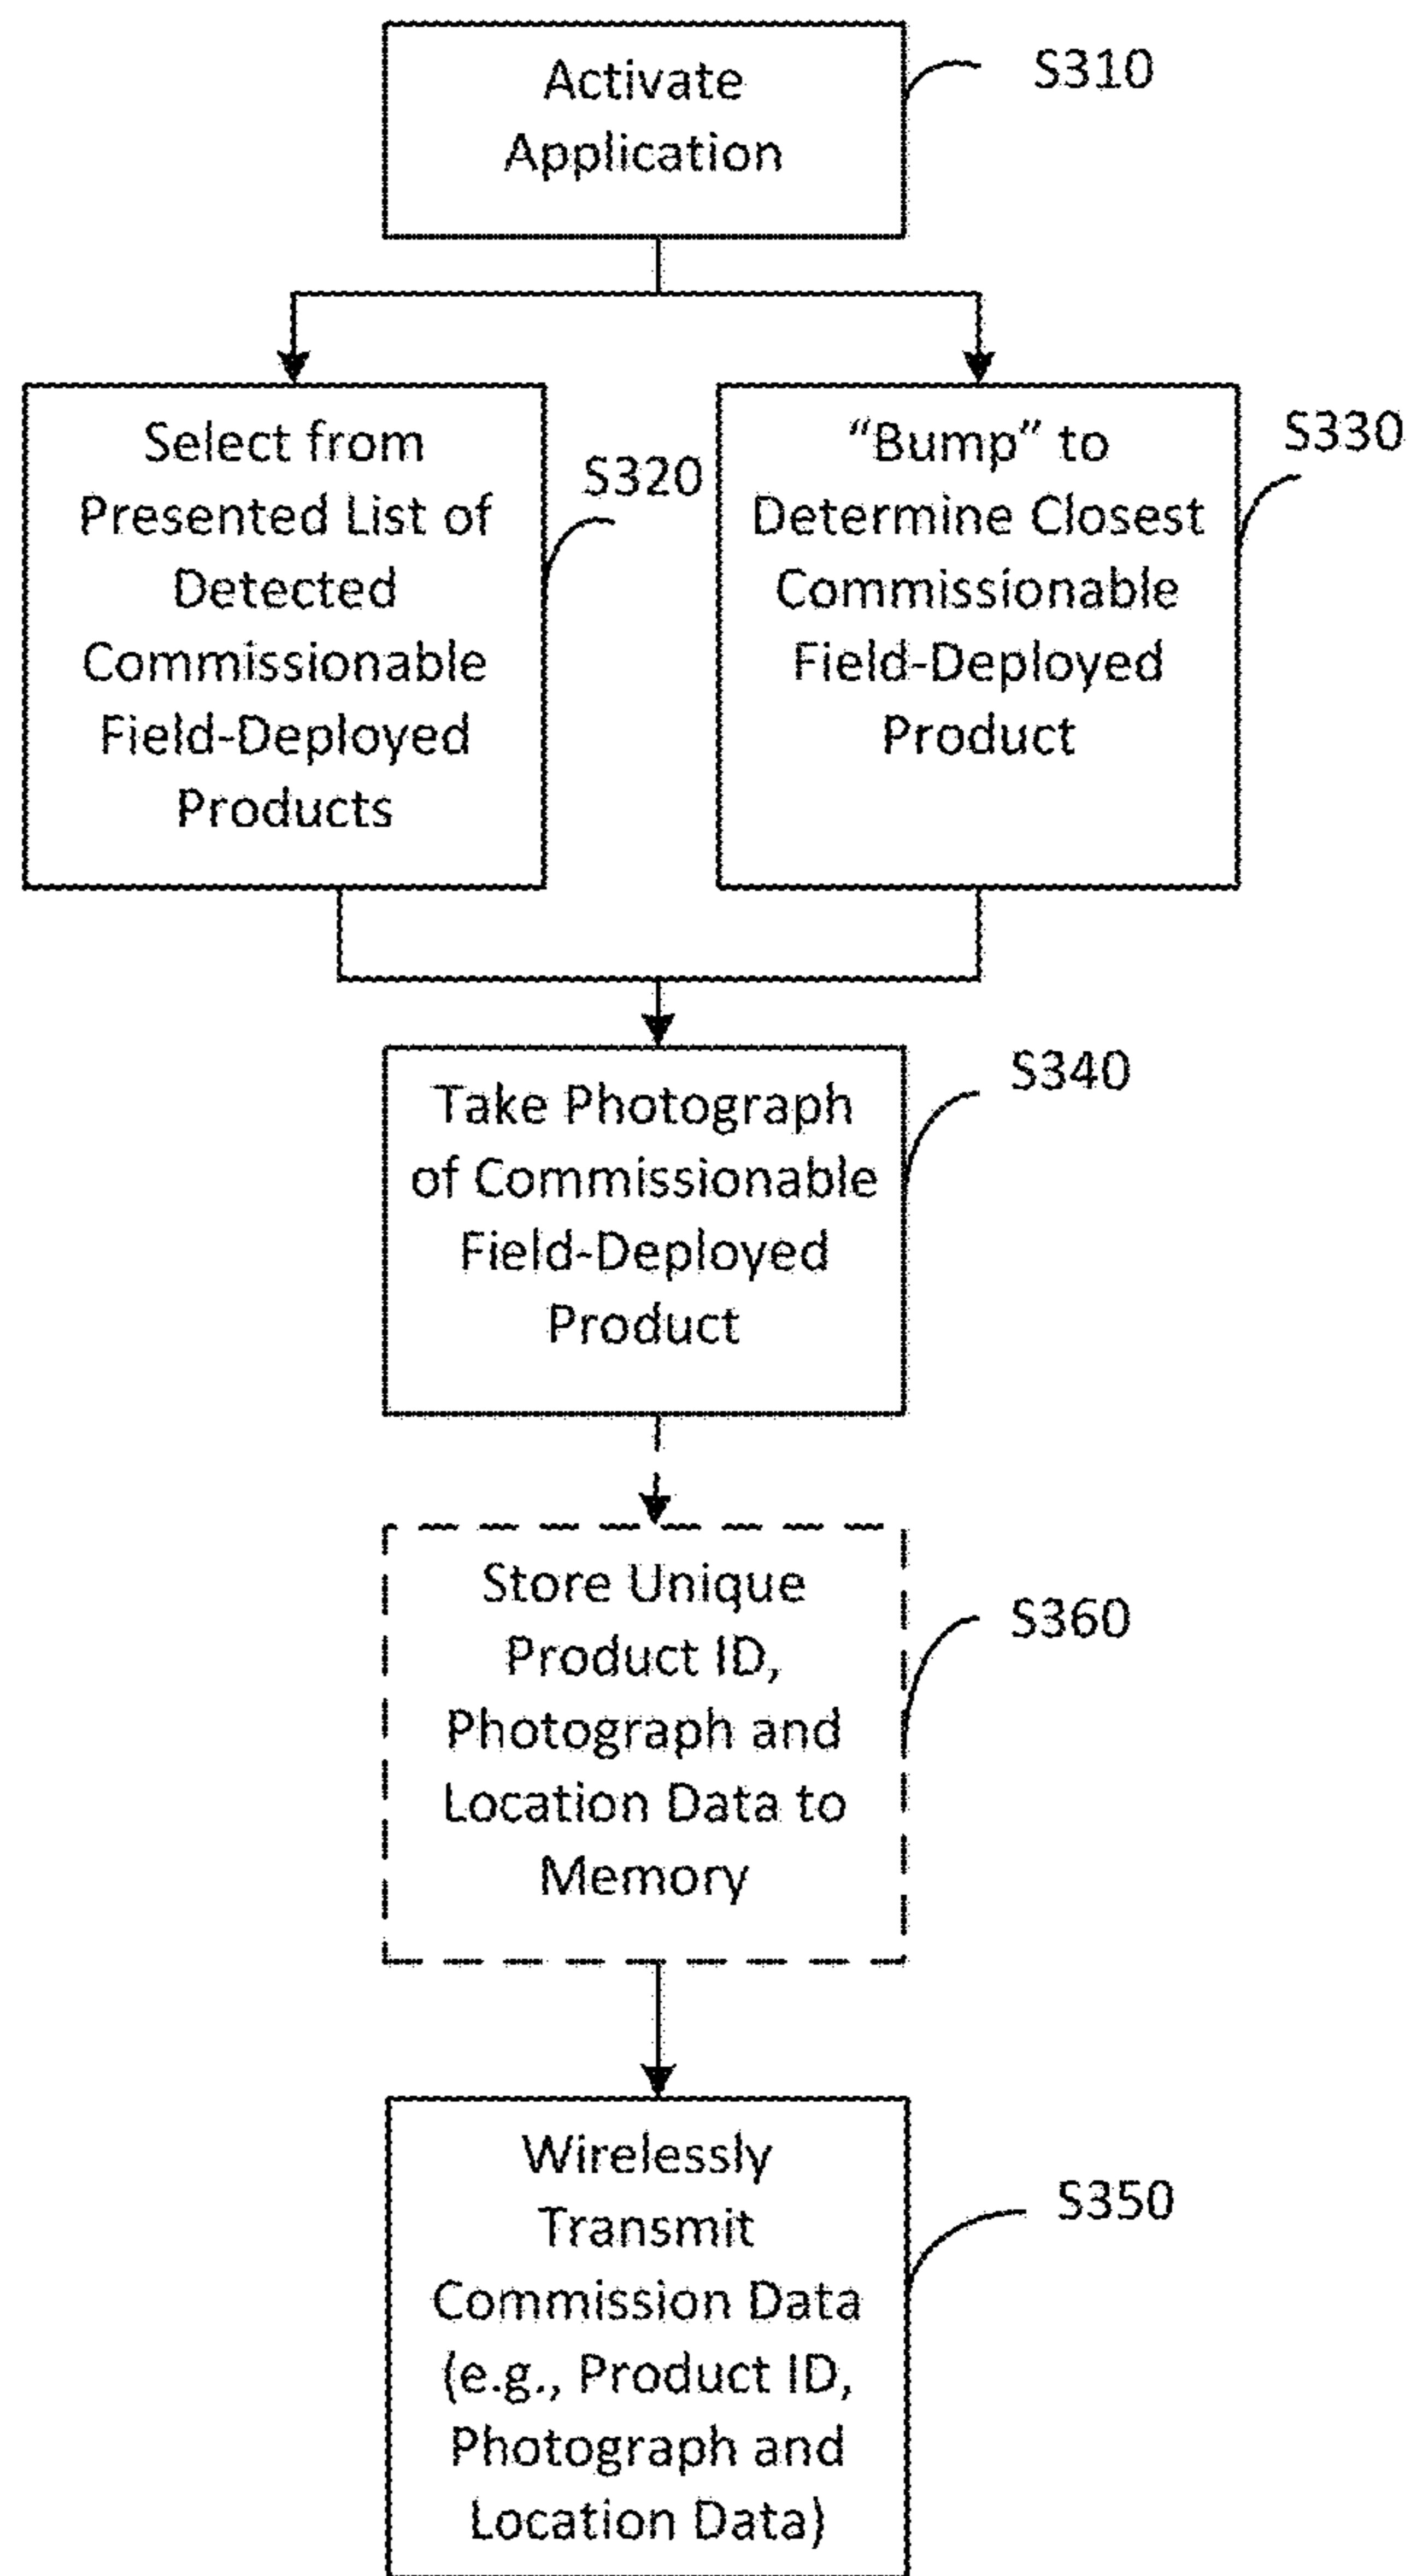 Activate
Application
S310
Select from
Presented List of
Detected
Commissionable
Field-Deployed
Products
S320
“Bump” to
Determine Closest
Commissionable
Field-Deployed
Product
S330
Take Photograph
of Commissionable
Field-Deployed
Product
S340
Store Unique
Product ID,
Photograph and
Location Data to
Memory
S360
Wirelessly
Transmit
Commission Data
(e.g., Product ID,
Photograph and
Location Data)
S350